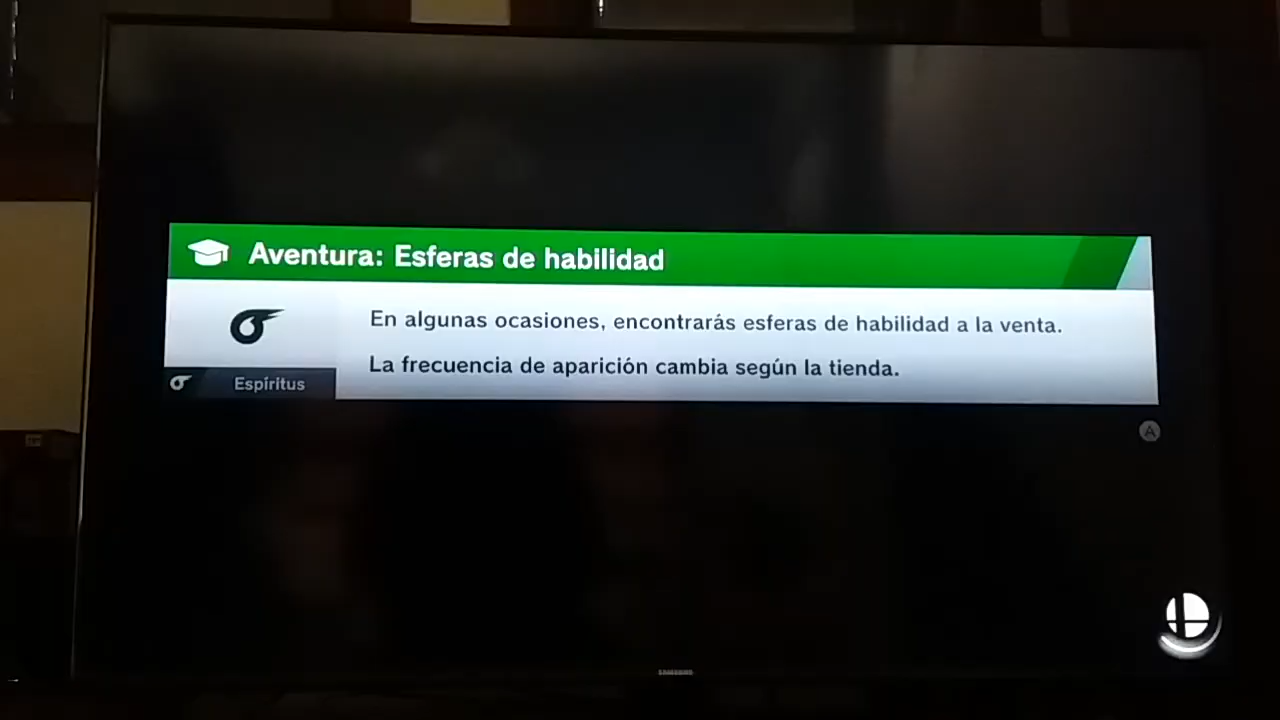 Aventura: Esferas de habilidad
En algunas ocasiones, encontrarás esferas de habilidad a la venta.
La frecuencia de aparición cambia según la tienda.
Espíritus
A
SAMSUNG